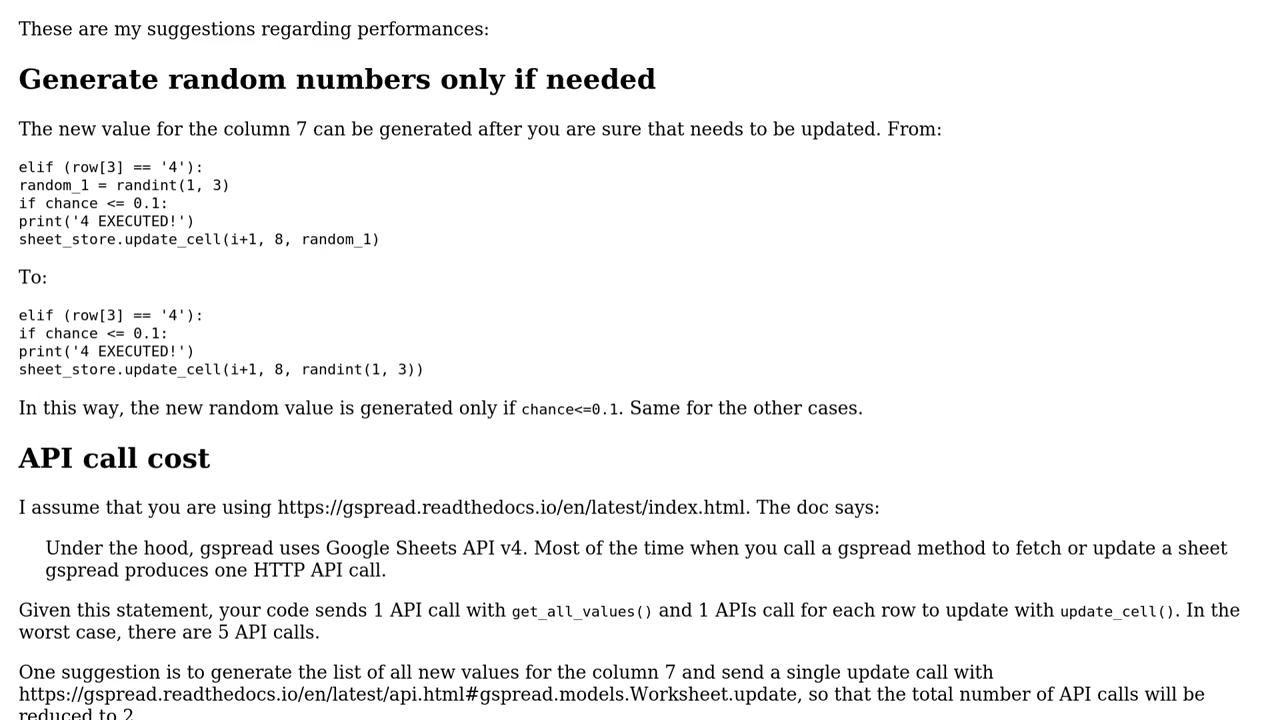 These are my suggestions regarding performances:
Generate random numbers only if needed
The new value for the column 7 can be generated after you are sure that needs to be updated. From:
elif (row[3] == '4'):
random_1 = randint(1, 3)
if chance <= 0.1:
print('4 EXECUTED!')
sheet_store.update_cell(i+1, 8, random_1)
To:
elif (row[3] == '4'):
if chance <= 0.1:
print('4 EXECUTED!')
sheet_store.update_cell(i+1, 8, randint(1, 3))
In this way, the new random value is generated only if chance<=0.1. Same for the other cases.
API call cost
I assume that you are using https://gspread.readthedocs.io/en/latest/index.html. The doc says:
Under the hood, gspread uses Google Sheets API v4. Most of the time when you call a gspread method to fetch or update a sheet
gspread produces one HTTP API call.
Given this statement, your code sends 1 API call with get_all_values() and 1 APIs call for each row to update with update_cell(). In the
worst case, there are 5 API calls.
One suggestion is to generate the list of all new values for the column 7 and send a single update call with
https://gspread.readthedocs.io/en/latest/api.html#gspread.models.Worksheet.update, so that the total number of API calls will be
reduced to 2